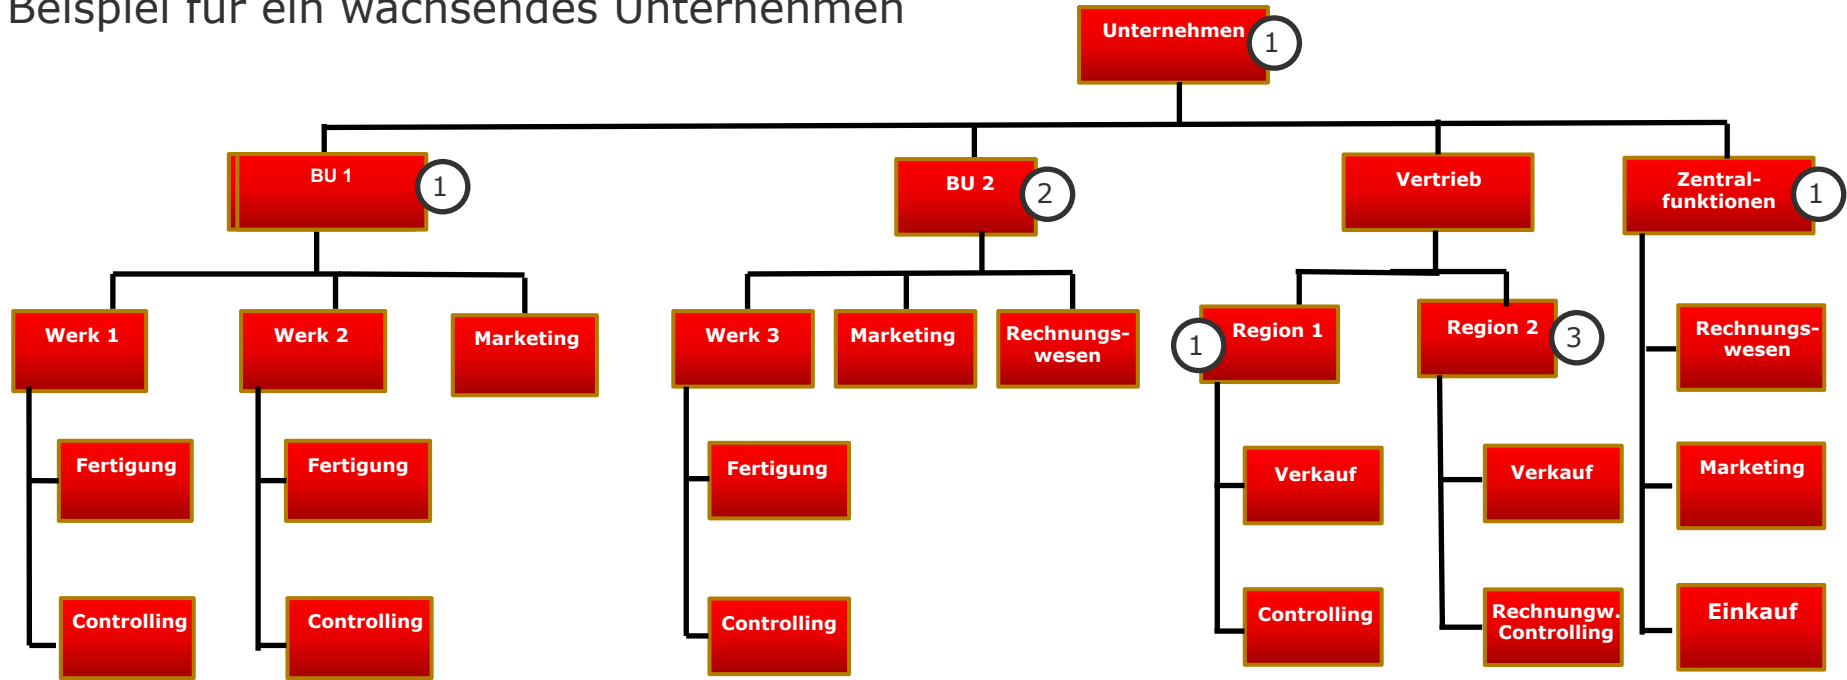 Beispiel für ein wachsendes Unternehmen
Unternehmen
1
BU 1
1
BU 2
2
Vertrieb
Zentral-
funktionen
1
Werk 1
Werk 2
Marketing
Werk 3
Marketing
Rechnungs-
wesen
1
Region 1
Region 2
3
Rechnungs-
wesen
Fertigung
Fertigung
Fertigung
Verkauf
Verkauf
Marketing
Controlling
Controlling
Controlling
Controlling
Rechnungw.
Controlling
Einkauf